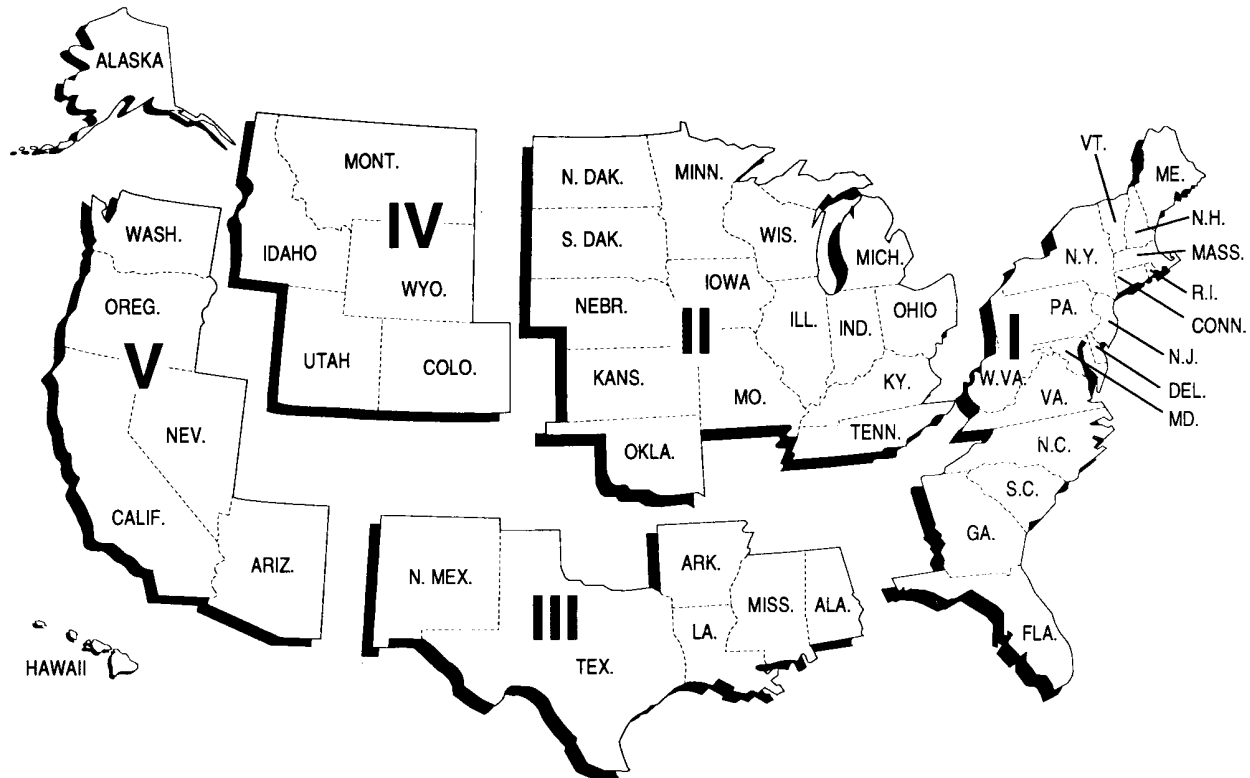 ALASKA
VT.
ME.
MONT.
N. DAK.
MINN.
N.H.
WASH.
IV
S. DAK.
WIS.
MICH.
N.Y.
MASS.
IDAHO
WYO.
IOWA
R.I.
OREG.
NEBR.
II
ILL.
IND.
OHIO
PA.
CONN.
I
V
UTAH
COLO.
KANS.
KY.
W.VA.
N.J.
MO.
VA.
DEL.
MD.
NEV.
OKLA.
TENN.
N.C.
S.C.
CALIF.
ARIZ.
N. MEX.
ARK.
GA.
III
MISS.
ALA.
LA.
FLA.
HAWAII
TEX.